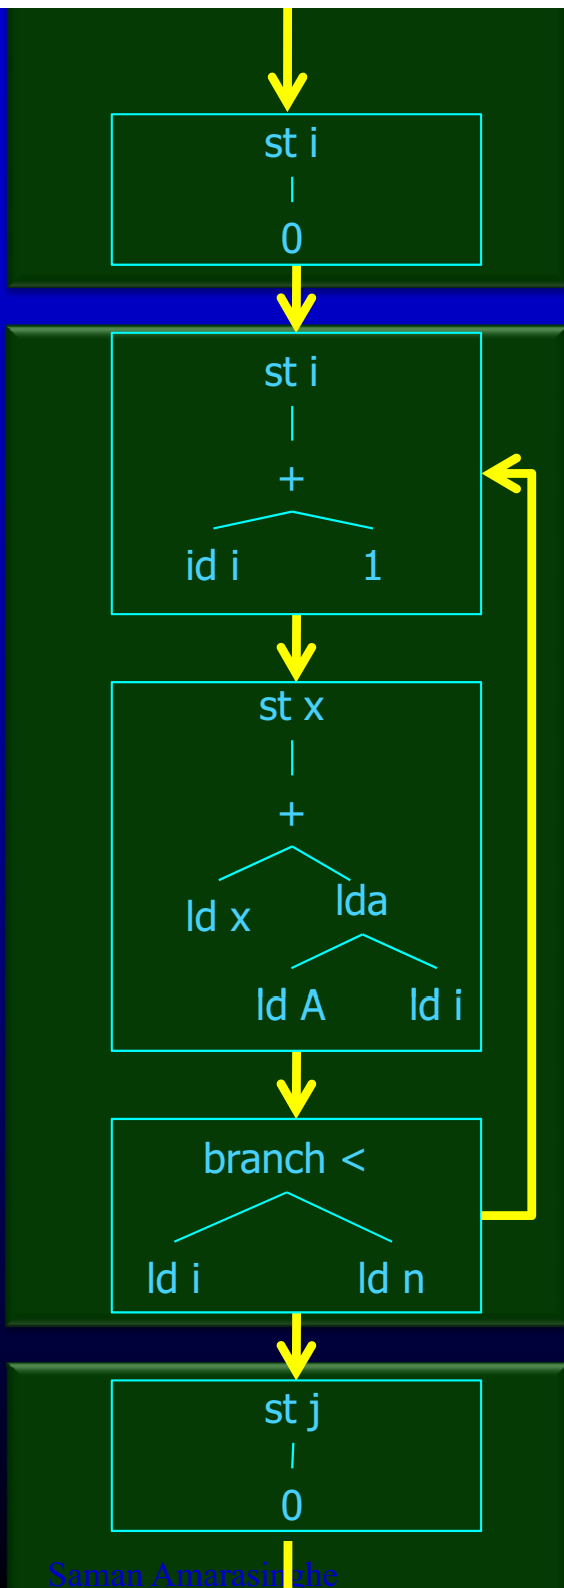 st i
0
st i
+
id i 1
st x
+
ld x lda
ld A ld i
branch <
ld i ld n
st j
0
Saman Amarasinghe